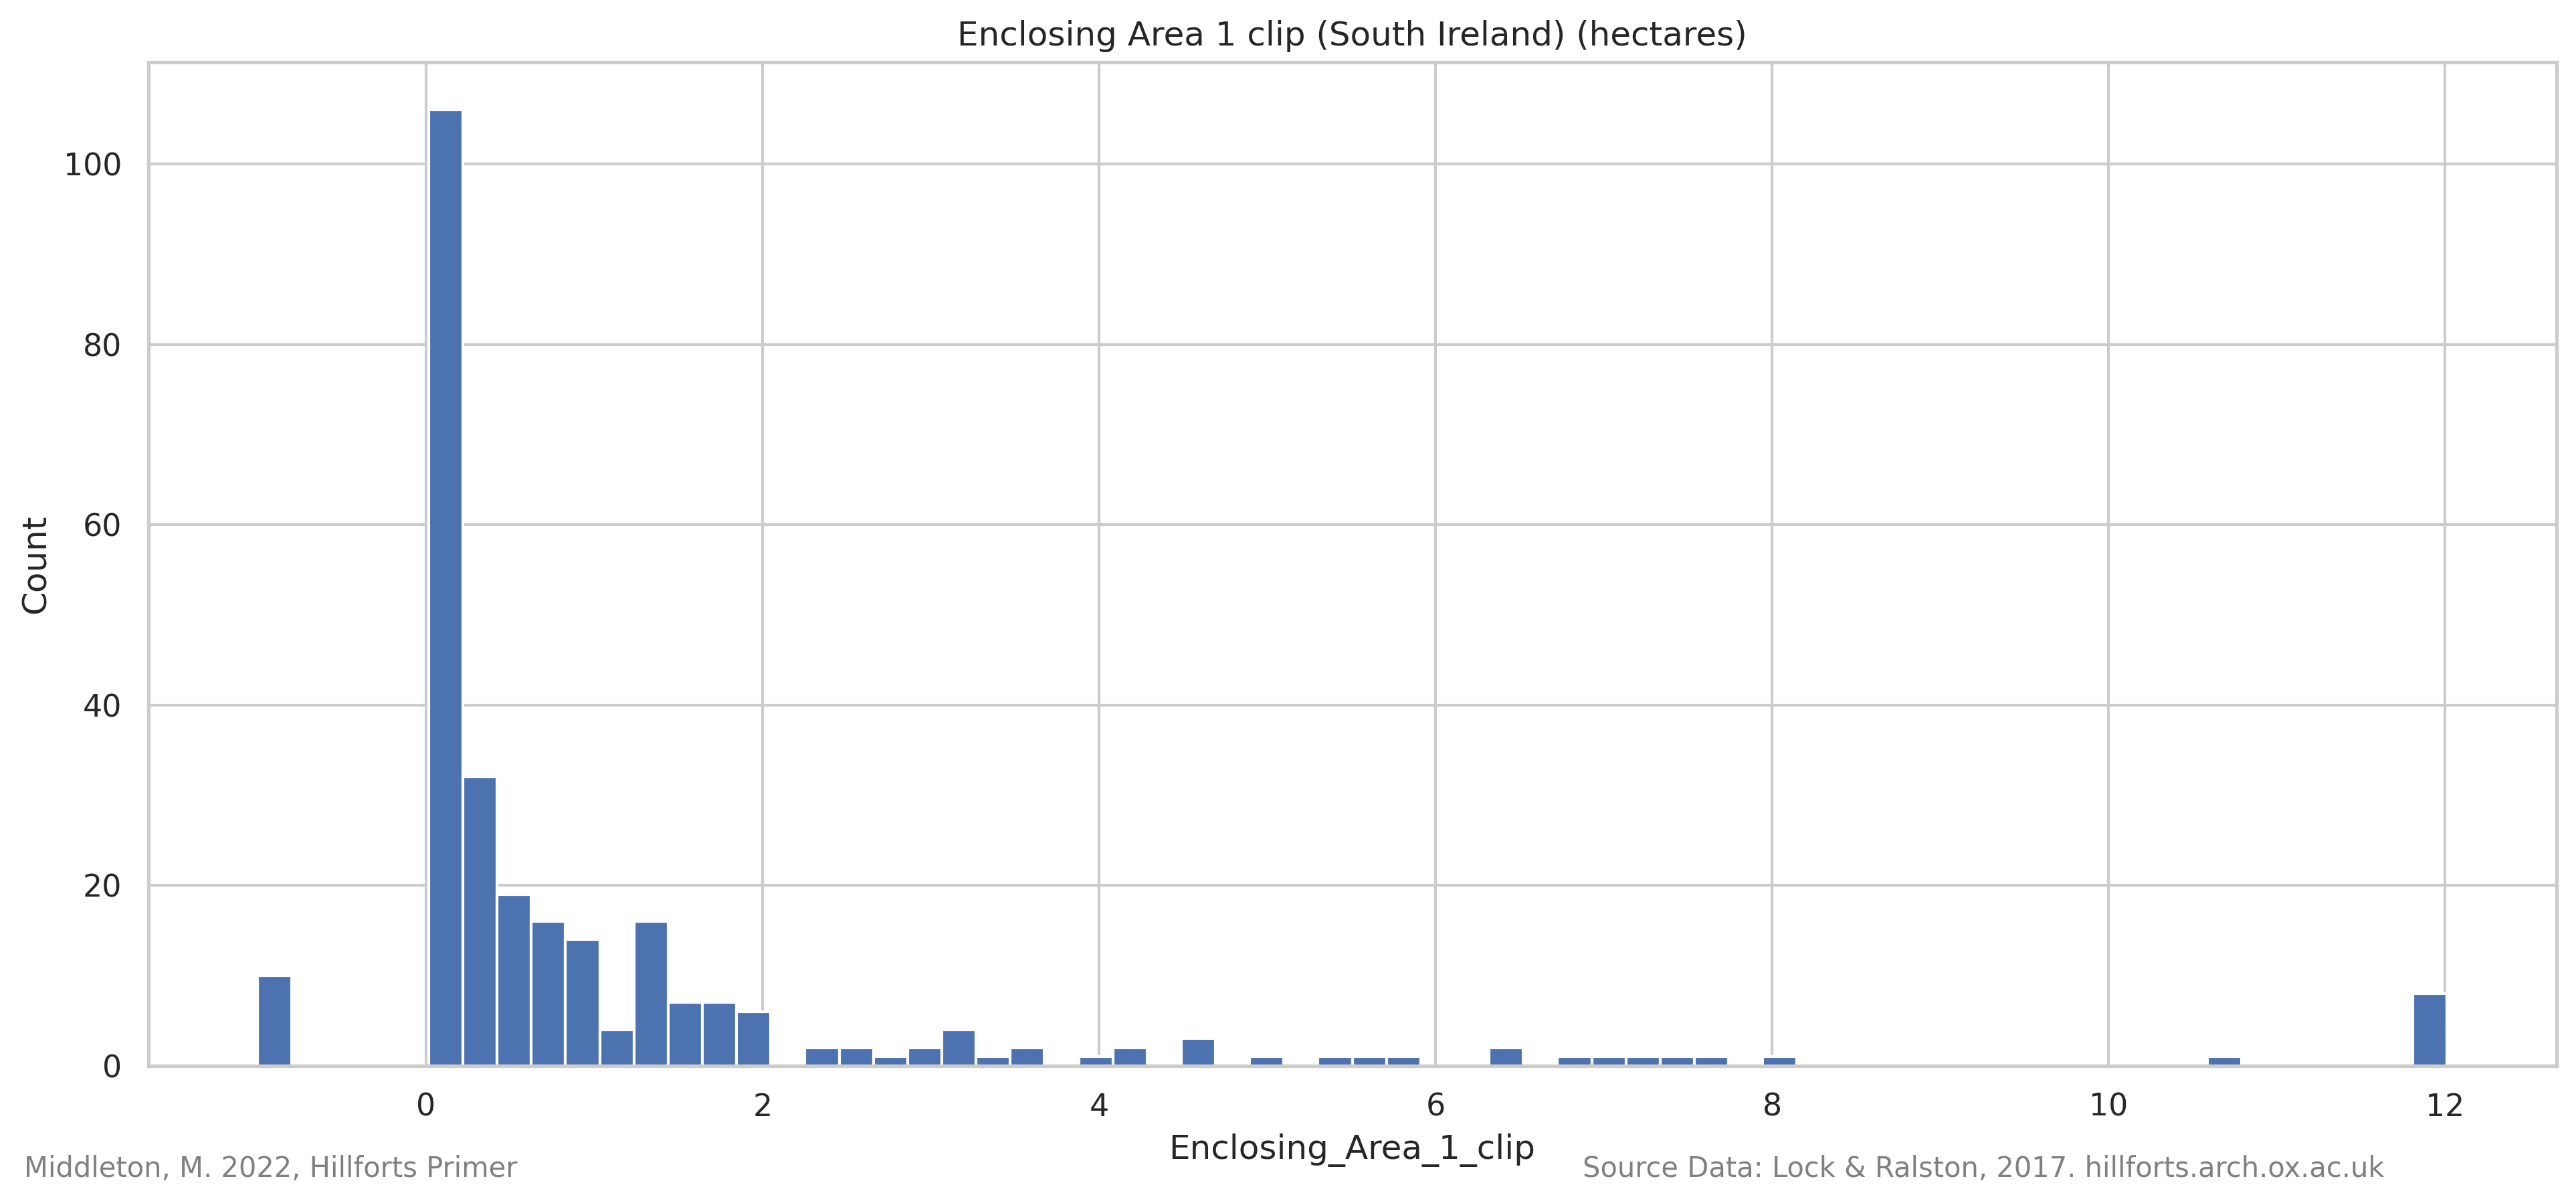 Enclosing Area 1 clip (South Ireland) (hectares)
100
80
60
40
20
0
Count
0 2 4 6 8 10 12
Enclosing_Area_1_clip
Middleton, M. 2022, Hillforts Primer
Source Data: Lock & Ralston, 2017. hillforts.arch.ox.ac.uk